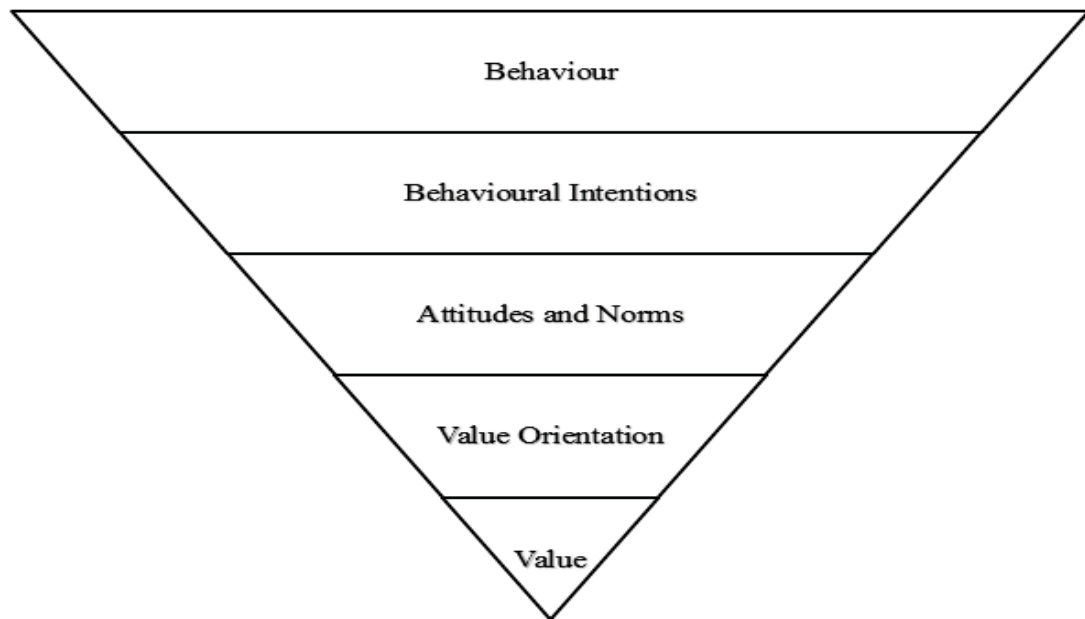 Behaviour
Behavioural Intentions
Attitudes and Norms
Value Orientation
Value